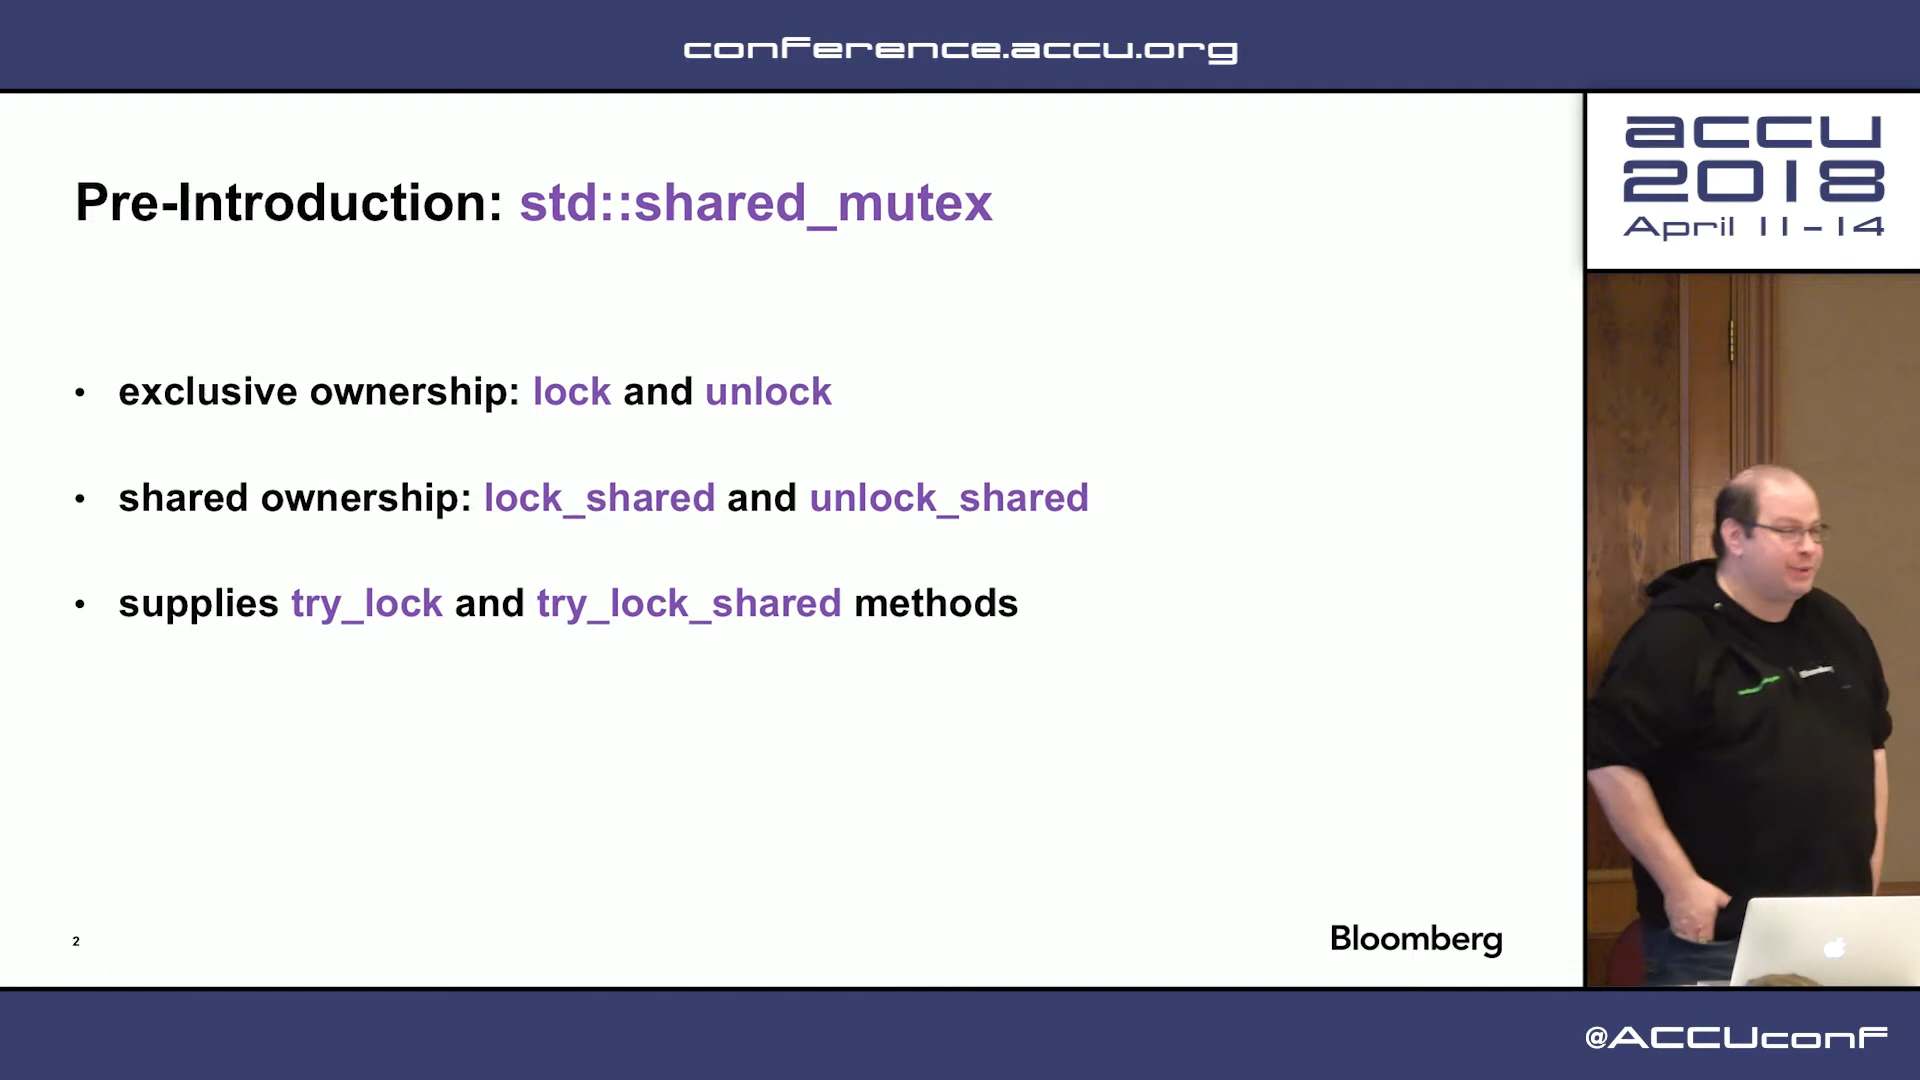 conference.accu.org
accu
2018
April 11-14
Pre-Introduction: std::shared_mutex
• exclusive ownership: lock and unlock
• shared ownership: lock_shared and unlock_shared
• supplies try_lock and try_lock_shared methods
2
Bloomberg
Bloomberg
@ACCUconf